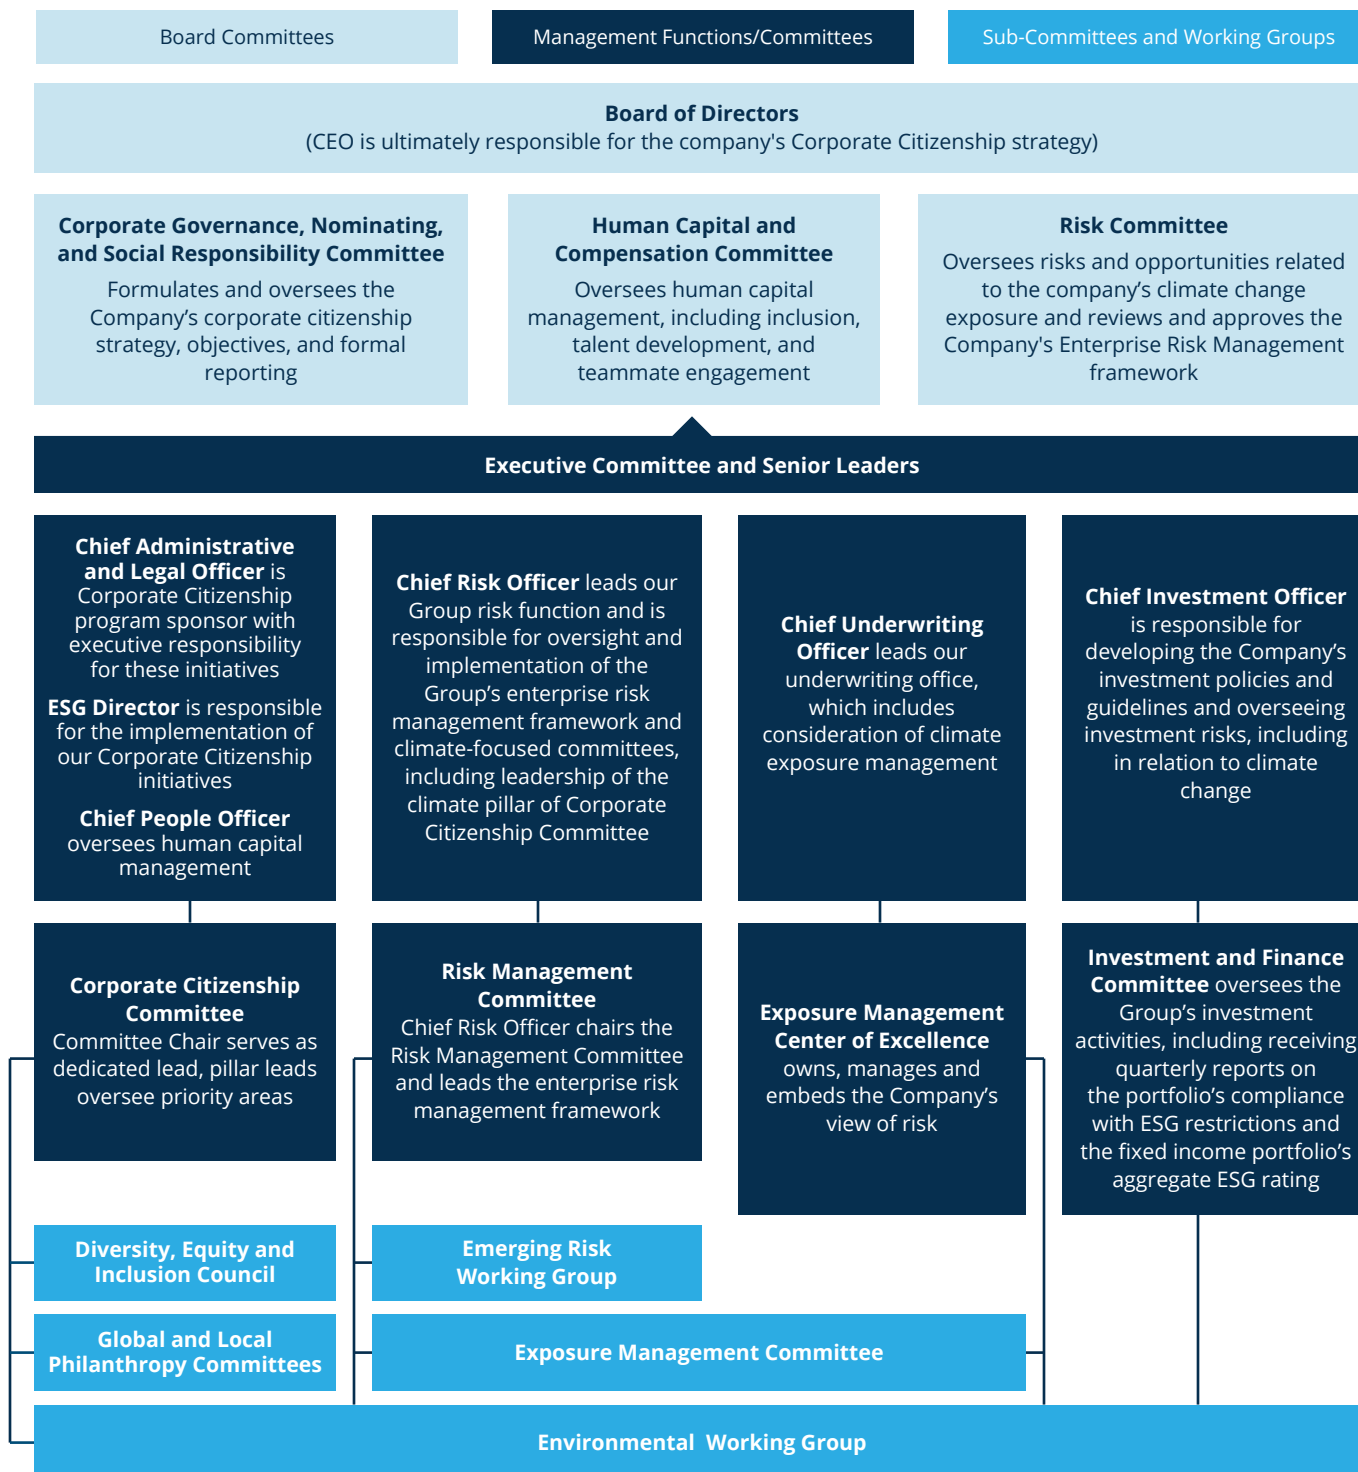 Board Committees
Management Functions/Committees
Sub-Committees and Working Groups
Board of Directors
(CEO is ultimately responsible for the company's Corporate Citizenship strategy)
Corporate Governance, Nominating,
and Social Responsibility Committee
Formulates and oversees the
Company’s corporate citizenship
strategy, objectives, and formal
reporting
Human Capital and
Compensation Committee
Oversees human capital
management, including inclusion,
talent development, and
teammate engagement
Risk Committee
Oversees risks and opportunities related
to the company’s climate change
exposure and reviews and approves the
Company's Enterprise Risk Management
framework
Executive Committee and Senior Leaders
Chief Administrative
and Legal Officer is
Corporate Citizenship
program sponsor with
executive responsibility
for these initiatives
ESG Director is responsible
for the implementation of
our Corporate Citizenship
initiatives
Chief People Officer
oversees human capital
management
Chief Risk Officer leads our
Group risk function and is
responsible for oversight and
implementation of the
Group’s enterprise risk
management framework and
climate-focused committees,
including leadership of the
climate pillar of Corporate
Citizenship Committee
Chief Underwriting
Officer leads our
underwriting office,
which includes
consideration of climate
exposure management
Chief Investment Officer
is responsible for
developing the Company’s
investment policies and
guidelines and overseeing
investment risks, including
in relation to climate
change
Corporate Citizenship
Committee
Committee Chair serves as
dedicated lead, pillar leads
oversee priority areas
Risk Management
Committee
Chief Risk Officer chairs the
Risk Management Committee
and leads the enterprise risk
management framework
Exposure Management
Center of Excellence
owns, manages and
embeds the Company’s
view of risk
Investment and Finance
Committee oversees the
Group’s investment
activities, including receiving
quarterly reports on
the portfolio’s compliance
with ESG restrictions and
the fixed income portfolio’s
aggregate ESG rating
Diversity, Equity and
Inclusion Council
Emerging Risk
Working Group
Global and Local
Philanthropy Committees
Exposure Management Committee
Environmental Working Group